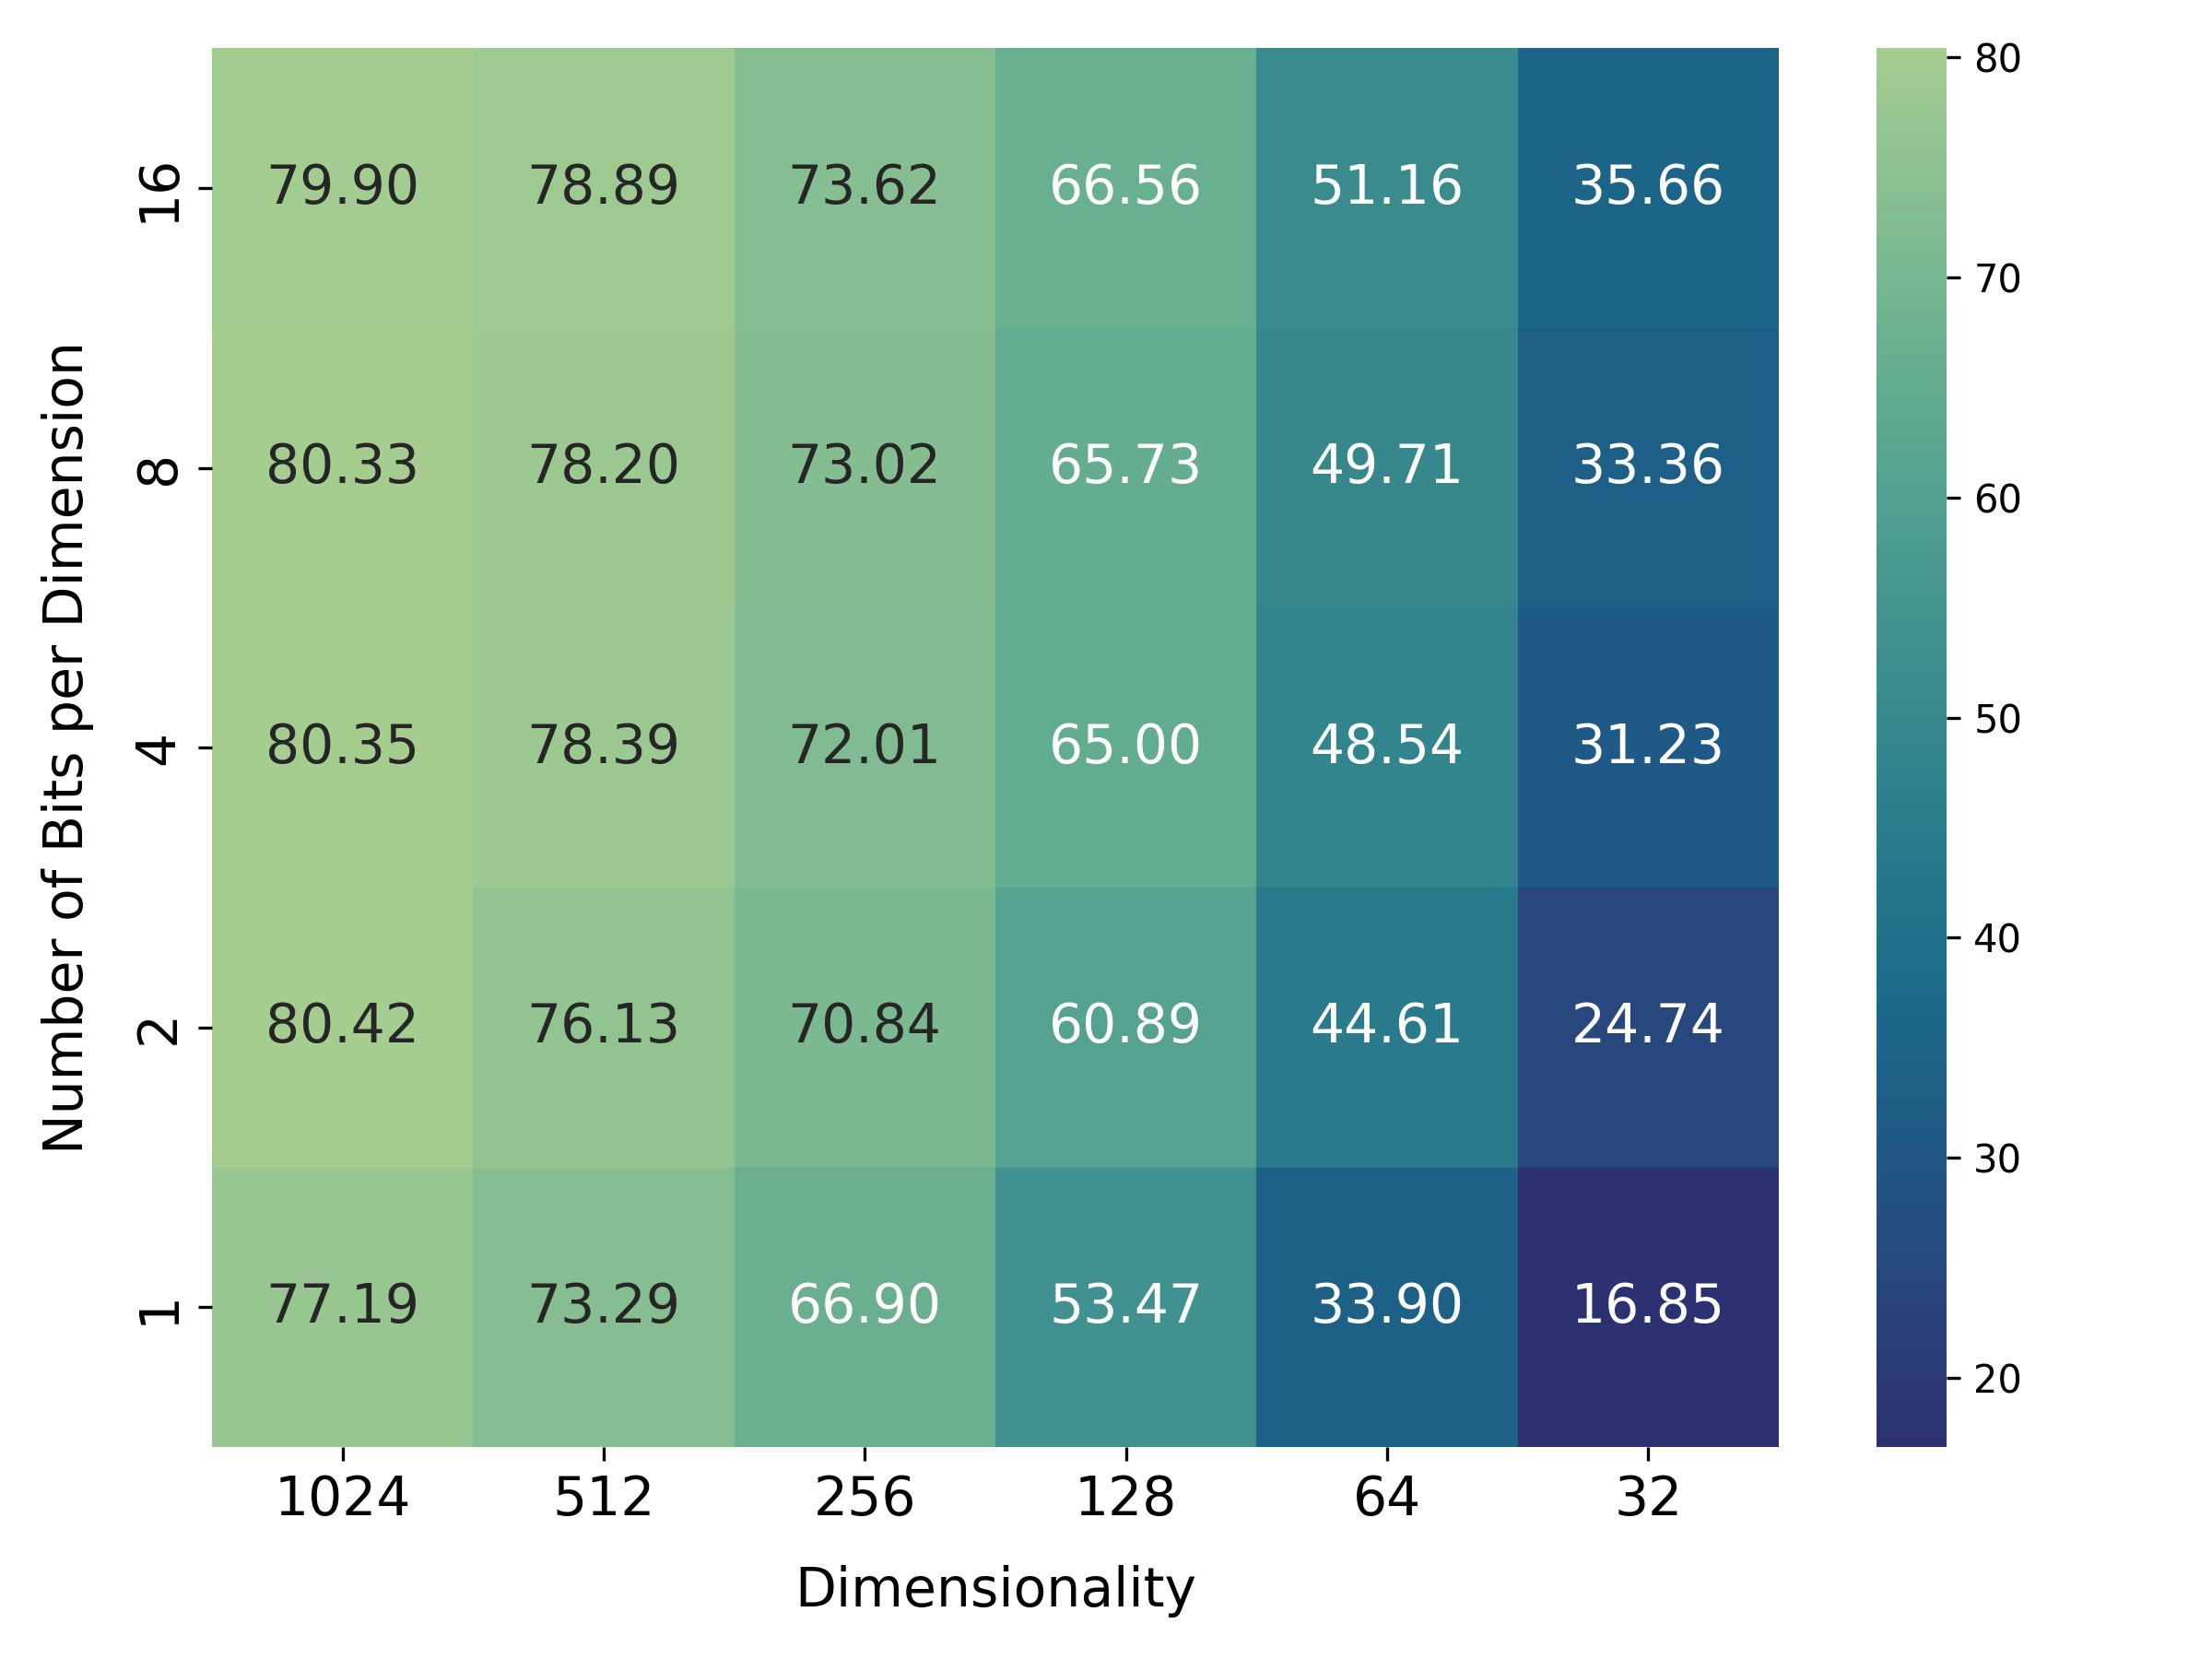 Number of Bits per Dimension
16 79.90 78.89 73.62 66.56 51.16 35.66
8 80.33 78.20 73.02 65.73 49.71 33.36
4 80.35 78.39 72.01 65.00 48.54 31.23
2 80.42 76.13 70.84 60.89 44.61 24.74
1 77.19 73.29 66.90 53.47 33.90 16.85
1024 512 256 128 64 32
Dimensionality
80
70
60
50
40
30
20